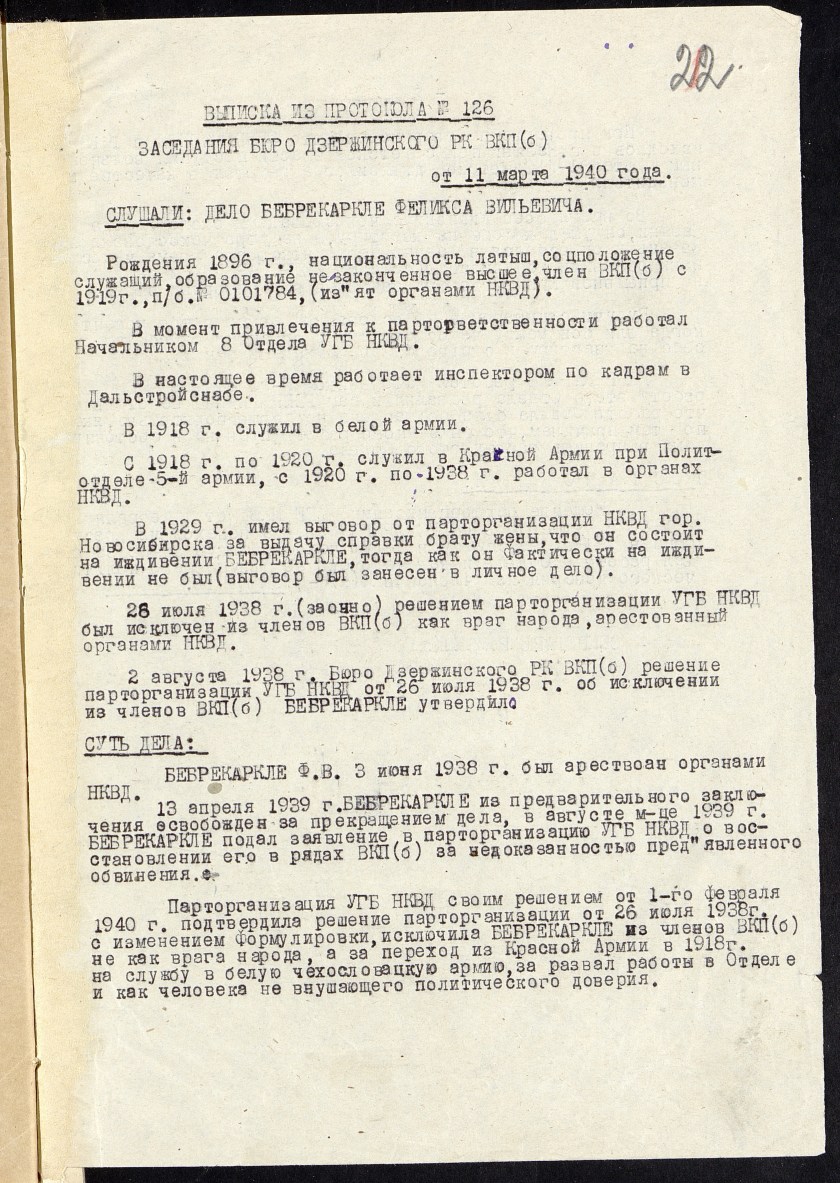 22.
ВЫПИСКА ИЗ ПРОТОКОЛА № 126
ЗАСЕДАНИЯ БЮРО ДЗЕРЖИНСКОГО РК ВКП(б)
от 11 марта 1940 года.
СЛУШАЛИ: ДЕЛО БЕБРЕКАРКЛЕ ФЕЛИКСА ВИЛЬЕВИЧА.
Рождения 1896 г., национальность латыш,соцположение
служащий,образование незаконченное высшее,член ВКП(б) с
1919г.,п/б.№ 0101784,(из"ят органами НКВД).
В момент привлечения к партответственности работал
Начальником 8 Отдела УГБ НКВД.
В настоящее время работает инспектором по кадрам в
Дальстройснабе.
В 1918 г. служил в белой армии.
С 1918 г. по 1920 г. служил в Красной Армии при Полит-
отделе 5-й армии, с 1920 г. по 1938 г. работал в органах
НКВД.
В 1929 г. имел выговор от парторганизации НКВД гор.
Новосибирска за выдачу справки брату жены,что он состоит
на иждивении БЕБРЕКАРКЛЕ,тогда как он фактически на ижди-
вении не был(выговор был занесен в личное дело).
26 июля 1938 г.(заочно) решением парторганизации УГБ НКВД
был исключен из членов ВКП(б) как враг народа,арестованный
органами НКВД.
2 августа 1938 г. Бюро Дзержинского РК ВКП(б) решение
парторганизации УГБ НКВД от 26 июля 1938 г. об исключении
из членов ВКП(б) БЕБРЕКАРКЛЕ утвердило
СУТЬ ДЕЛА:
БЕБРЕКАРКЛЕ Ф.В. 3 июня 1938 г. был арествоан органами
НКВД.
13 апреля 1939 г.БЕБРЕКАРКЛЕ из предварительного заклю-
чения освобожден за прекращением дела, в августе м-це 1939 г.
БЕБРЕКАРКЛЕ подал заявление в парторганизацию УГБ НКВД о вос-
становлении его в рядах ВКП(б) за недоказанностью пред"явленного
обвинения.
Парторганизация УГБ НКВД своим решением от 1-го февраля
1940 г. подтвердила решение парторганизации от 26 июля 1938г.
с изменением формулировки,исключила БЕБРЕКАРКЛЕ из членов ВКП(б)
не как врага народа, а за переход из Красной Армии в 1918г.
на службу в белую чехословацкую армию,за развал работы в Отделе
и как человека не внушающего политического доверия.